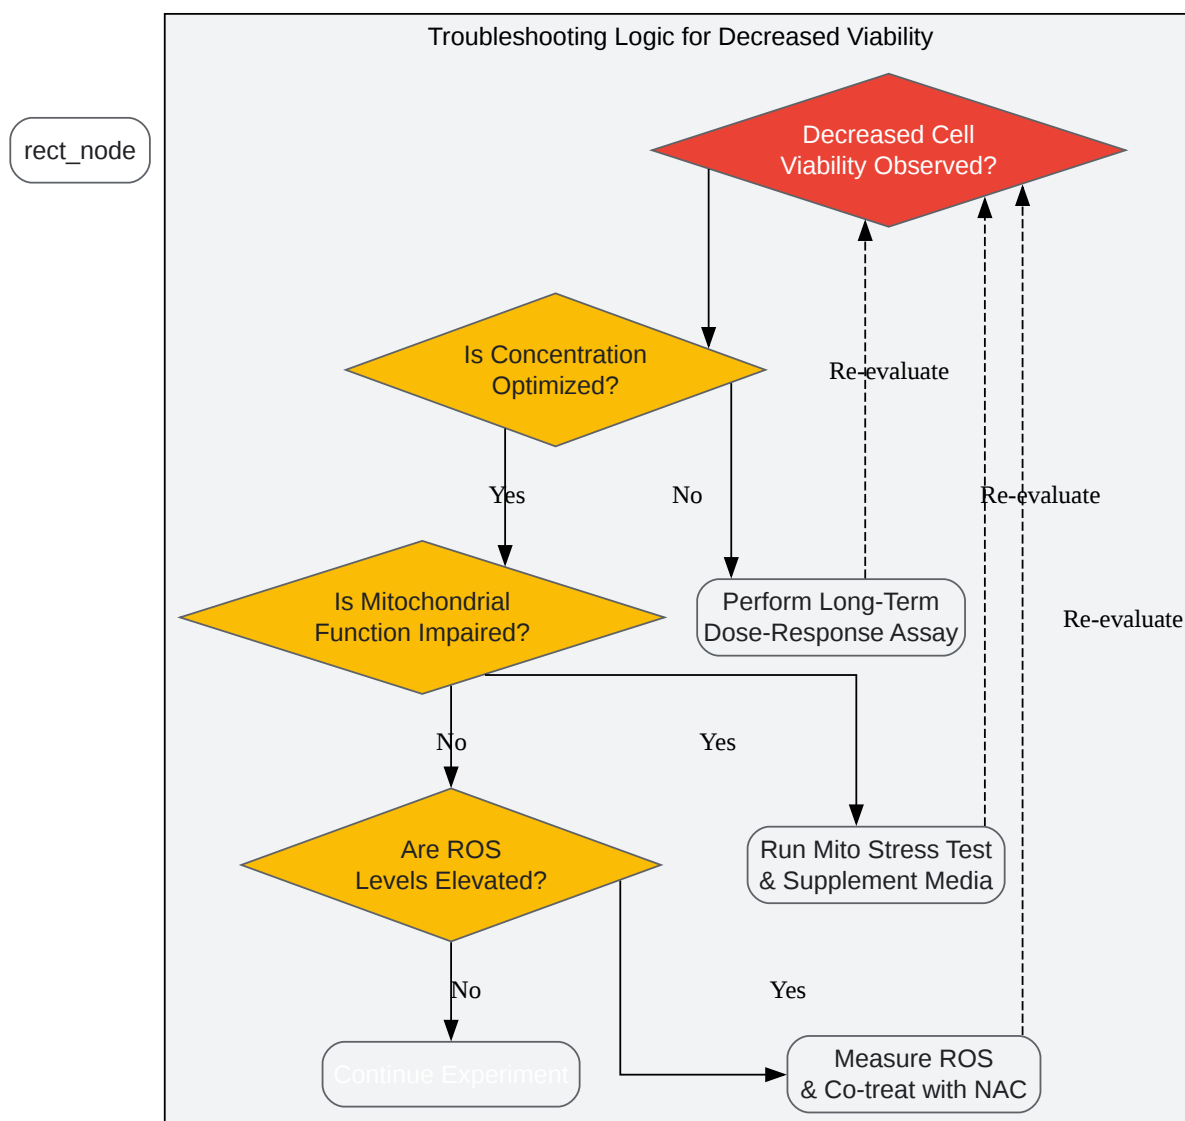 Troubleshooting Logic for Decreased Viability
rect_node
Decreased Cell
Viability Observed?
Is Concentration
Optimized?
Re-evaluate
Yes
No
Re-evaluate
Is Mitochondrial
Function Impaired?
Perform Long-Term
Dose-Response Assay
Re-evaluate
No
Yes
Are ROS
Levels Elevated?
Run Mito Stress Test
& Supplement Media
No
Yes
Continue Experiment
Measure ROS
& Co-treat with NAC